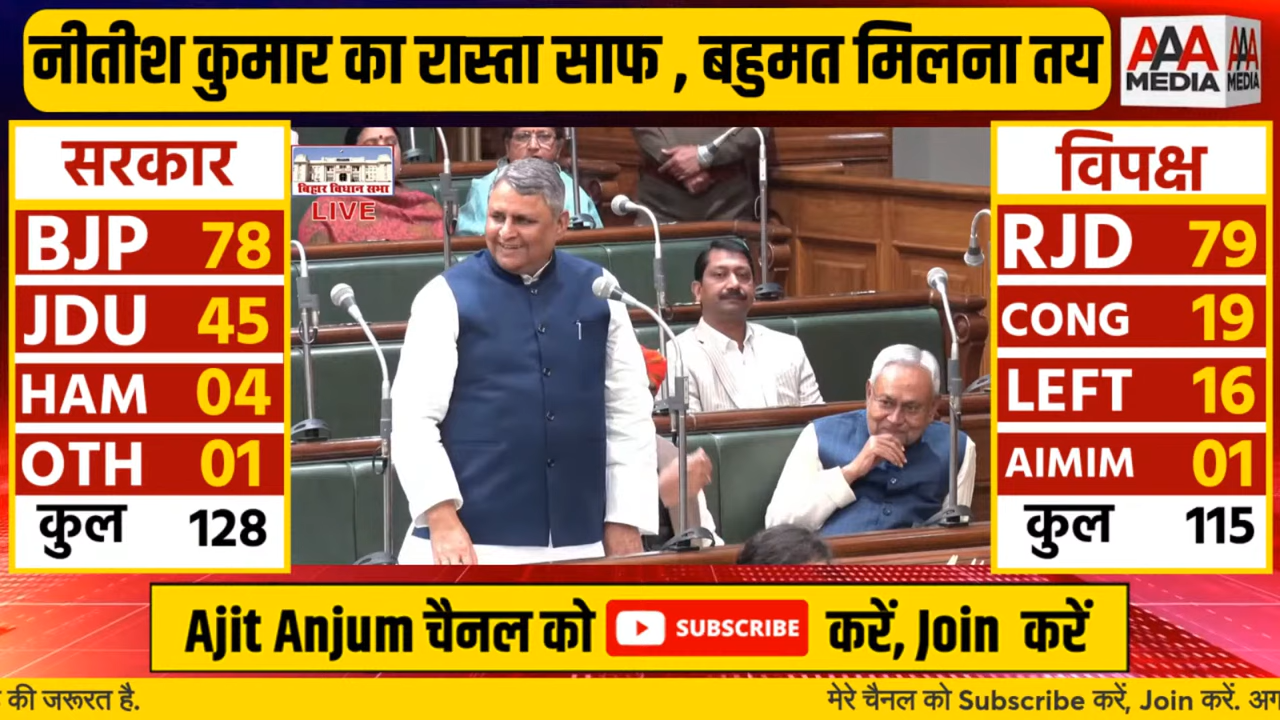 नीतीश कुमार का रास्ता साफ , बहुमत मिलना तय
AAA
MEDIA
AAA
MEDIA
सरकार
BJP 78
JDU 45
HAM 04
OTH 01
कुल 128
बिहार विधान सभा
LIVE
विपक्ष
RJD 79
CONG 19
LEFT 16
AIMIM 01
कुल 115
Ajit Anjum चैनल को SUBSCRIBE करें, Join करें
की जरूरत है. मेरे चैनल को Subscribe करें, Join करें. अग